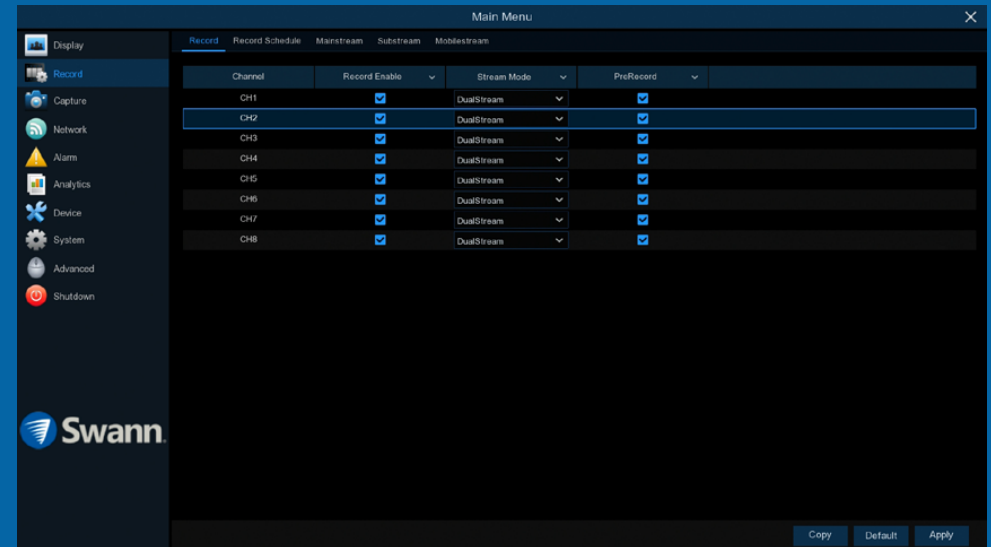 Main Menu
Display
Record Record Schedule Mainstream Substream Mobilestream
Record
Channel Record Enable Stream Mode PreRecord
Capture
CH1 DualStream
CH2 DualStream
Network
CH3 DualStream
Alarm
CH4 DualStream
Analytics
CH5 DualStream
CH6 DualStream
Device
CH7 DualStream
System
CH8 DualStream
Advanced
Shutdown
Swann
Copy Default Apply